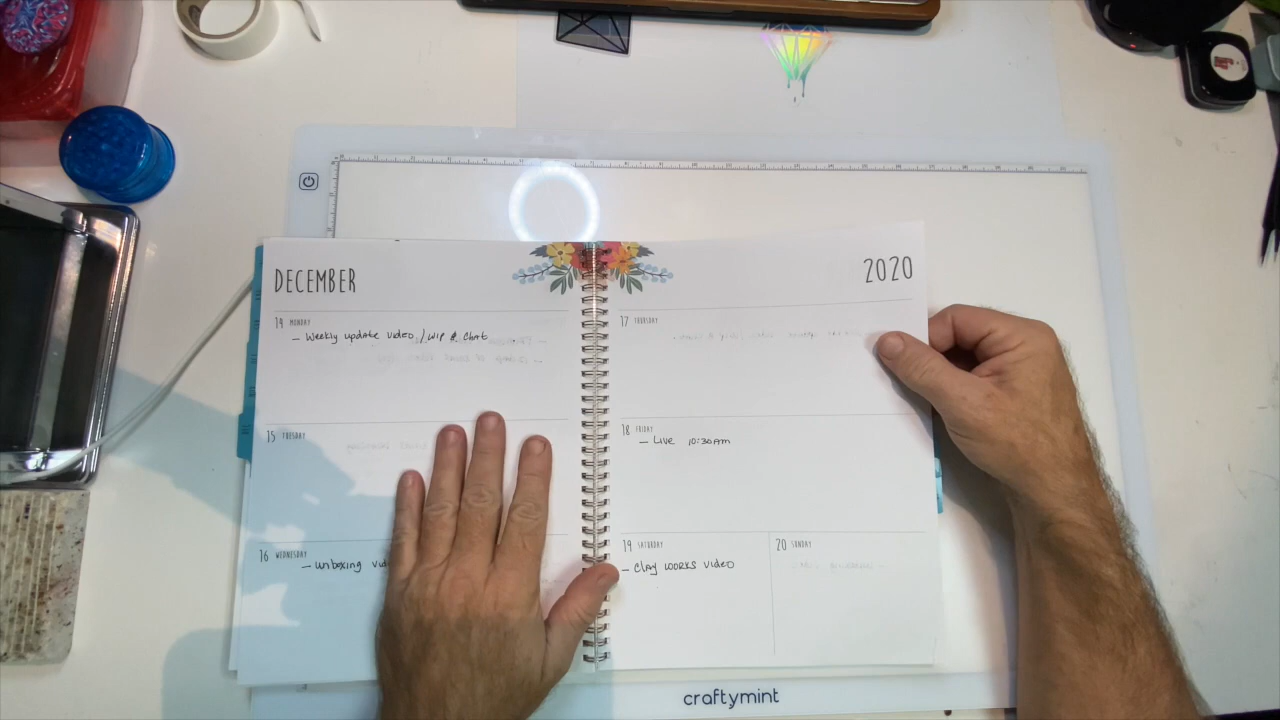 DECEMBER
2020
14 MONDAY
- Weekly update video / WIP & Chat
15 TUESDAY
16 WEDNESDAY
- Unboxing
17 THURSDAY
18 FRIDAY
- Live 10:30am
19 SATURDAY
- Clay WORKS video
20 SUNDAY
craftymint